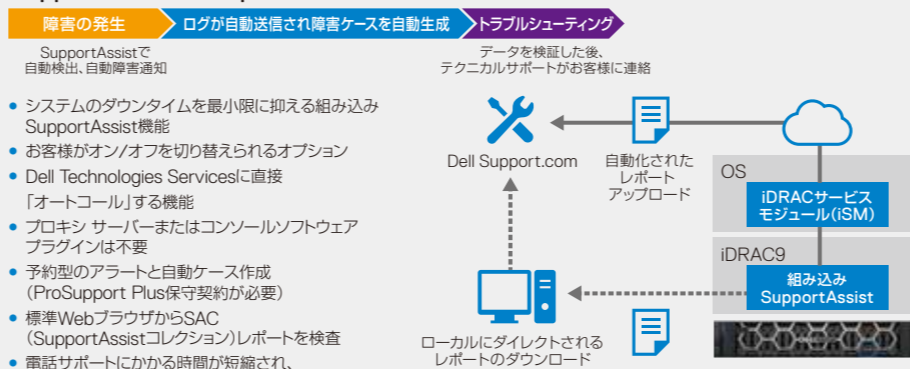 障害の発生
ログが自動送信され障害ケースを自動生成
トラブルシューティング
SupportAssistで
自動検出、自動障害通知
データを検証した後、
テクニカルサポートがお客様に連絡
• システムのダウンタイムを最小限に抑える組み込み
SupportAssist機能
• お客様がオン/オフを切り替えられるオプション
• Dell Technologies Servicesに直接
「オートコール」する機能
• プロキシ サーバーまたはコンソールソフトウェア
プラグインは不要
• 予約型のアラートと自動ケース作成
（ProSupport Plus保守契約が必要）
• 標準WebブラウザからSAC
（SupportAssistコレクション）レポートを検査
• 電話サポートにかかる時間が短縮され、
Dell Support.com
自動化された
レポート
アップロード
OS
iDRACサービス
モジュール（iSM）
iDRAC9
組み込み
SupportAssist
ローカルにダイレクトされる
レポートのダウンロード